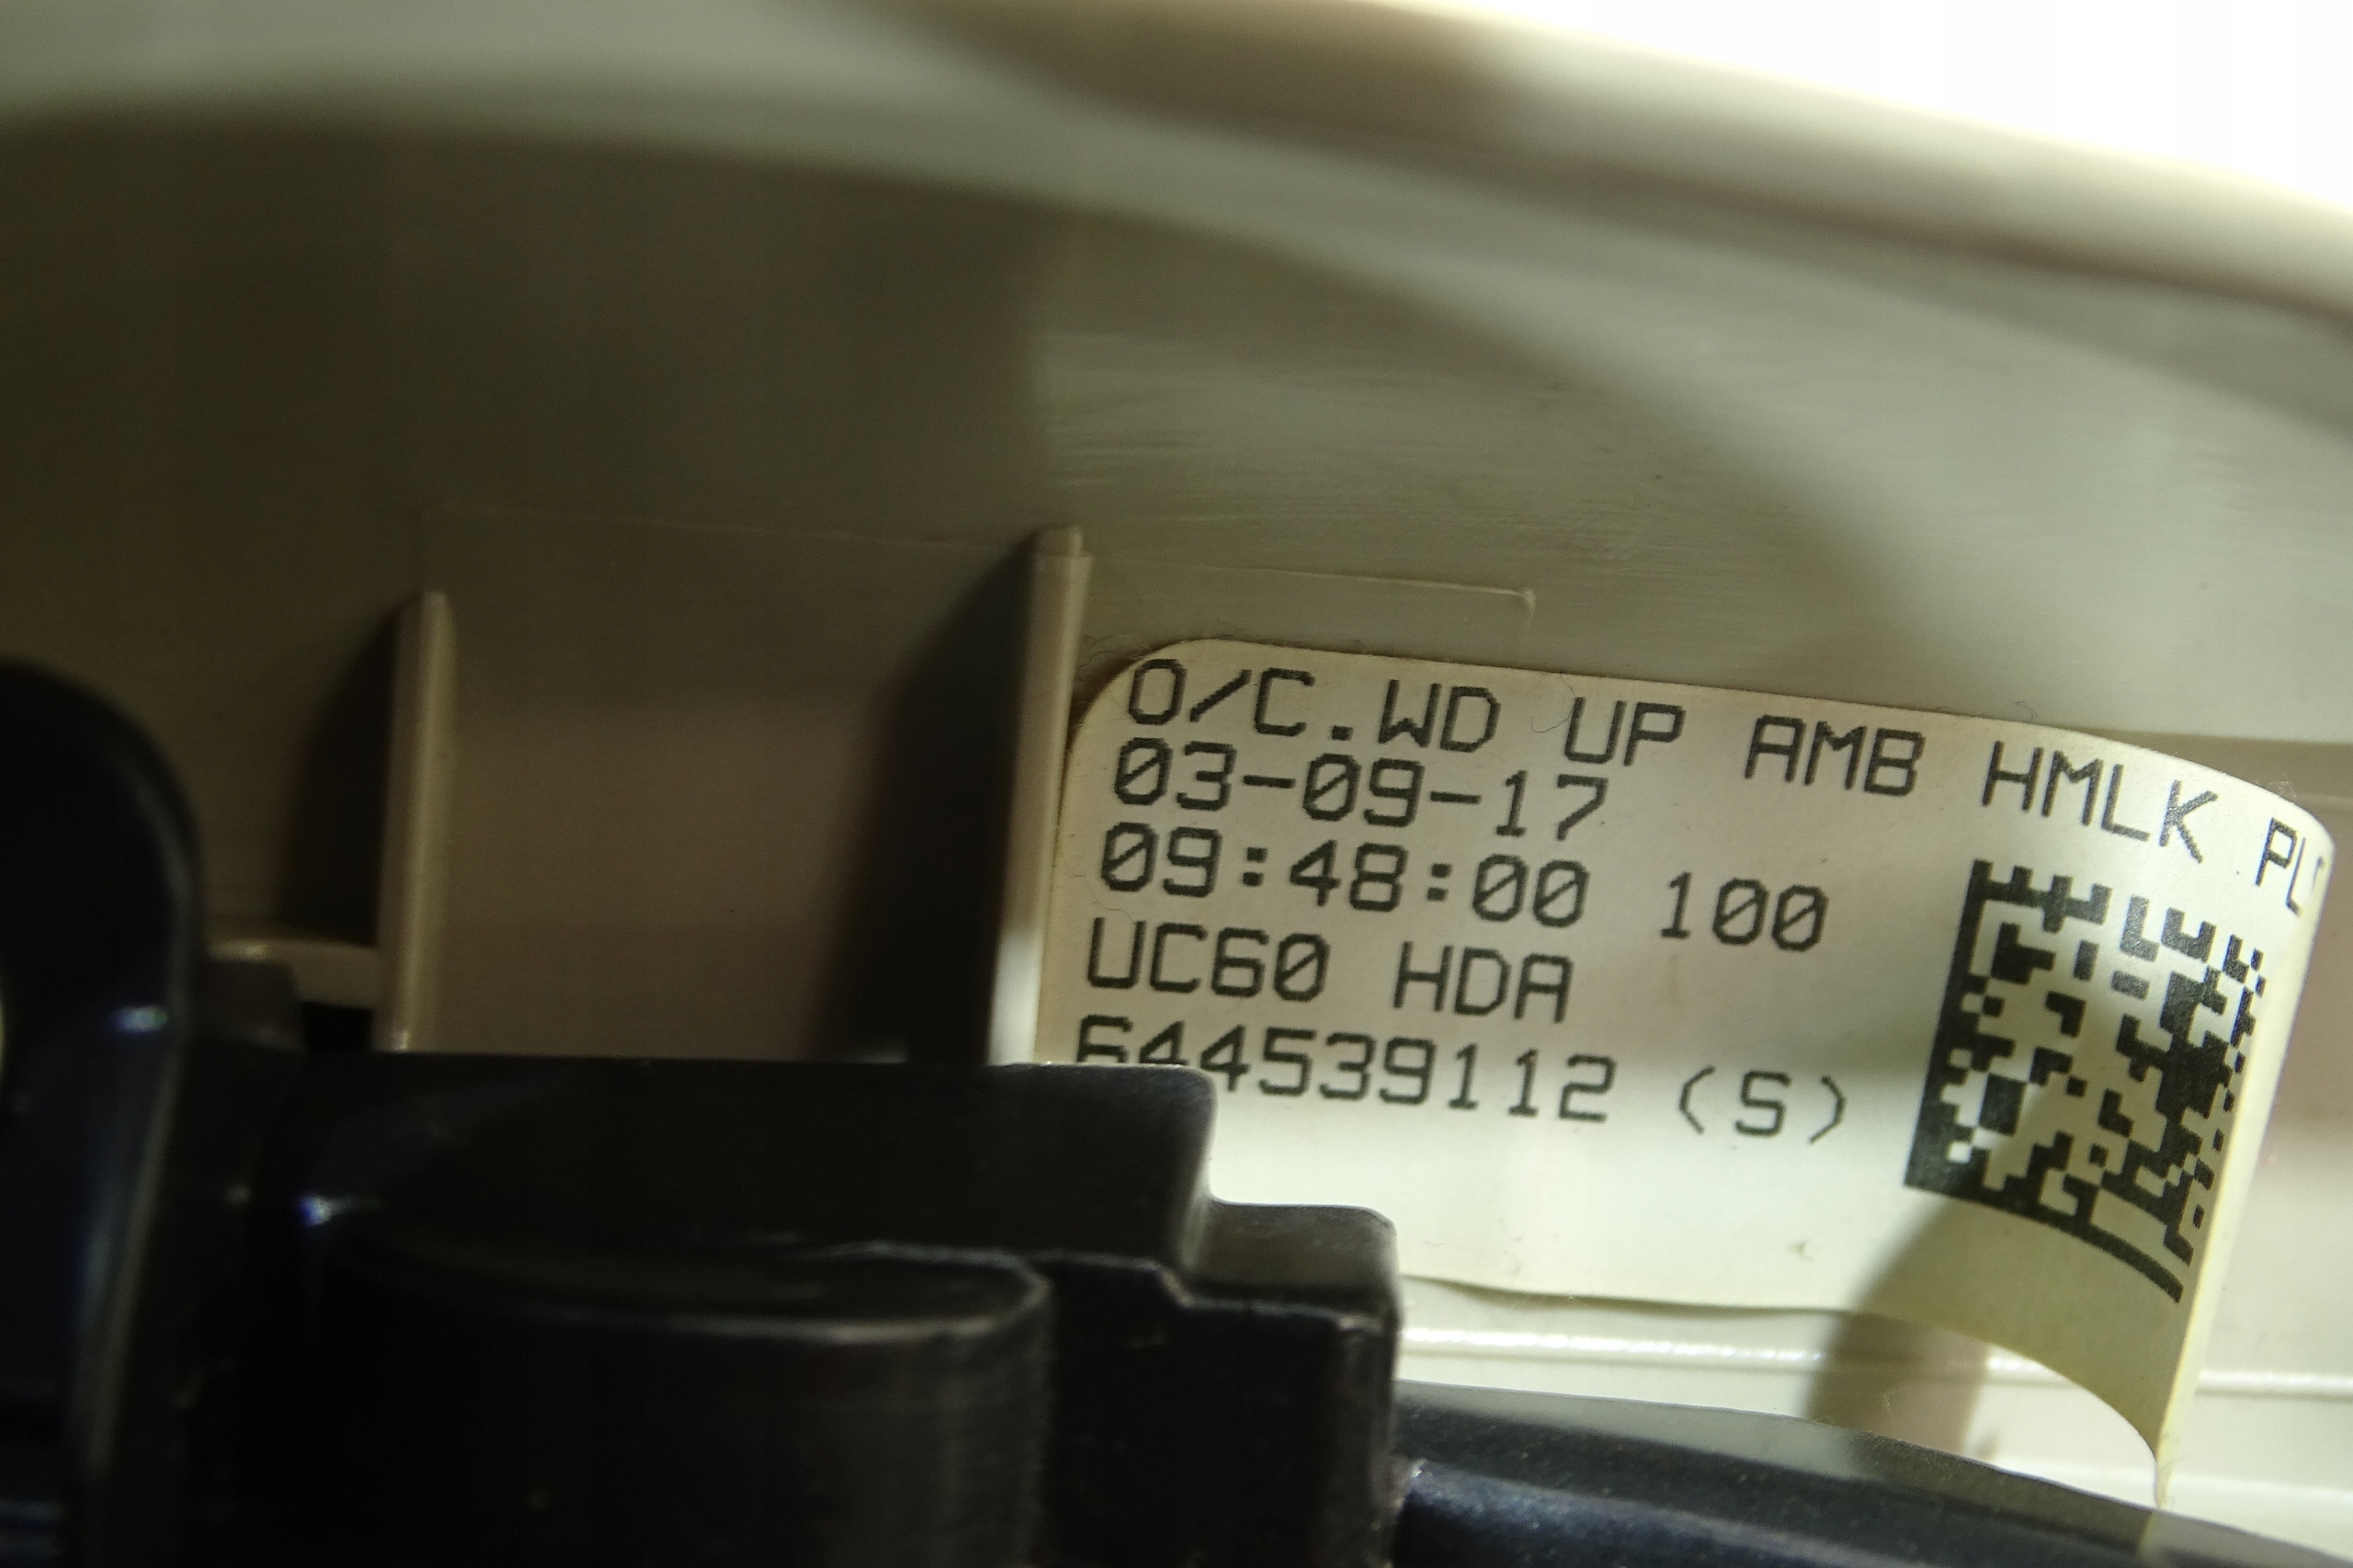 O/C.WD UP AMB HMLK
03-09-17
09:48:00 100
UC60 HDA
644539112 (S)